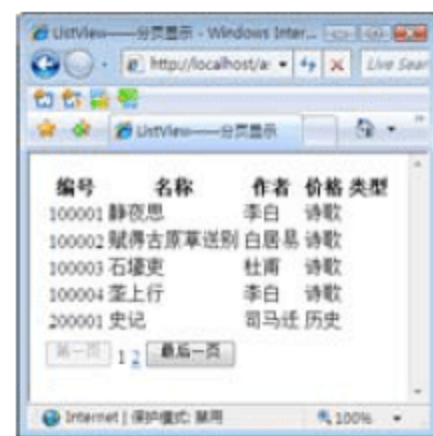 ListView——分页显示 - Windows Inter...
http://localhost/a
Live Sear
ListView——分页显示
编号 名称 作者 价格 类型
100001 静夜思 李白 诗歌
100002 赋得古原草送别 白居易 诗歌
100003 石壕吏 杜甫 诗歌
100004 塞上行 李白 诗歌
200001 史记 司马迁 历史
第一页 1 2 最后一页
Internet | 保护模式: 禁用 100%